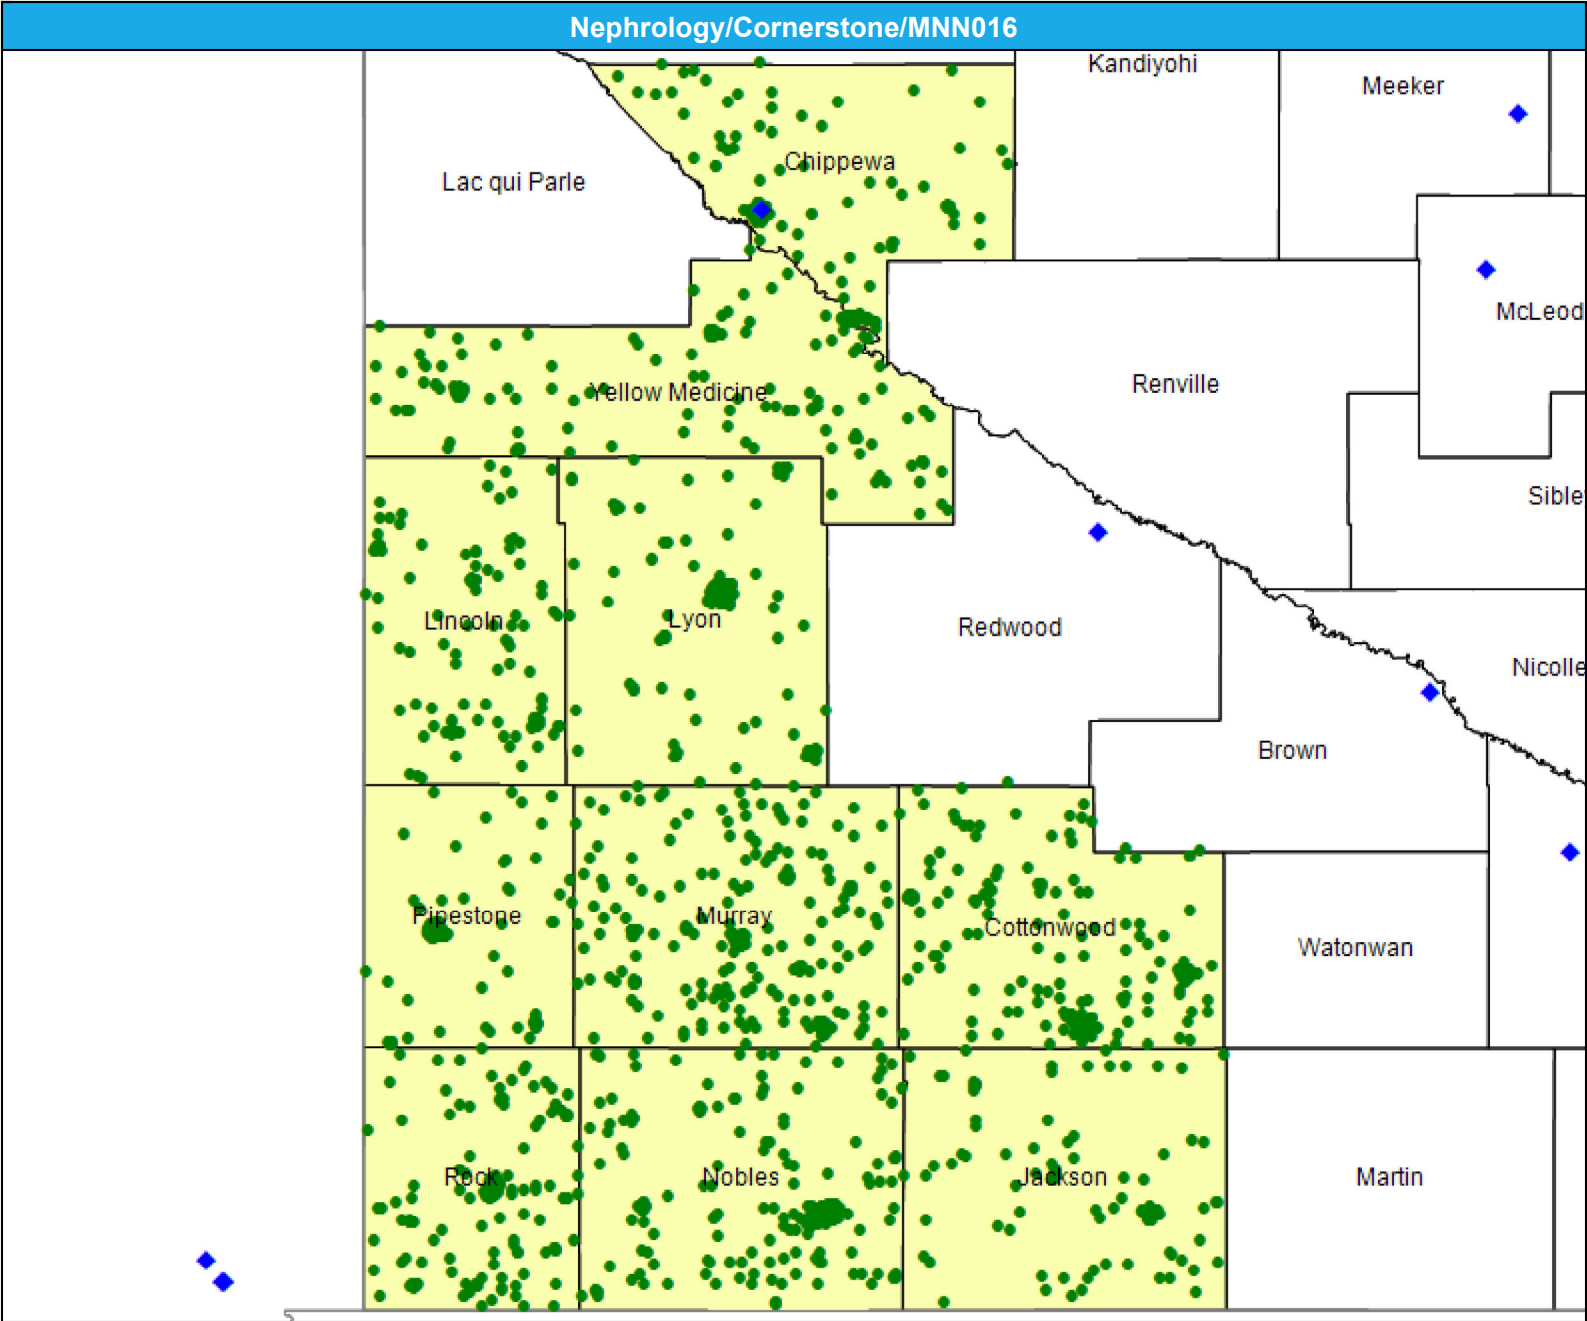 Nephrology/Cornerstone/MNN016
Kandiyohi
Meeker
Chippewa
Lac qui Parle
McLeod
Renville
Yellow Medicine
Sible
Lincoln
Lyon
Redwood
Nicolle
Brown
Pipestone
Murray
Cottonwood
Watonwan
Rock
Nobles
Jackson
Martin